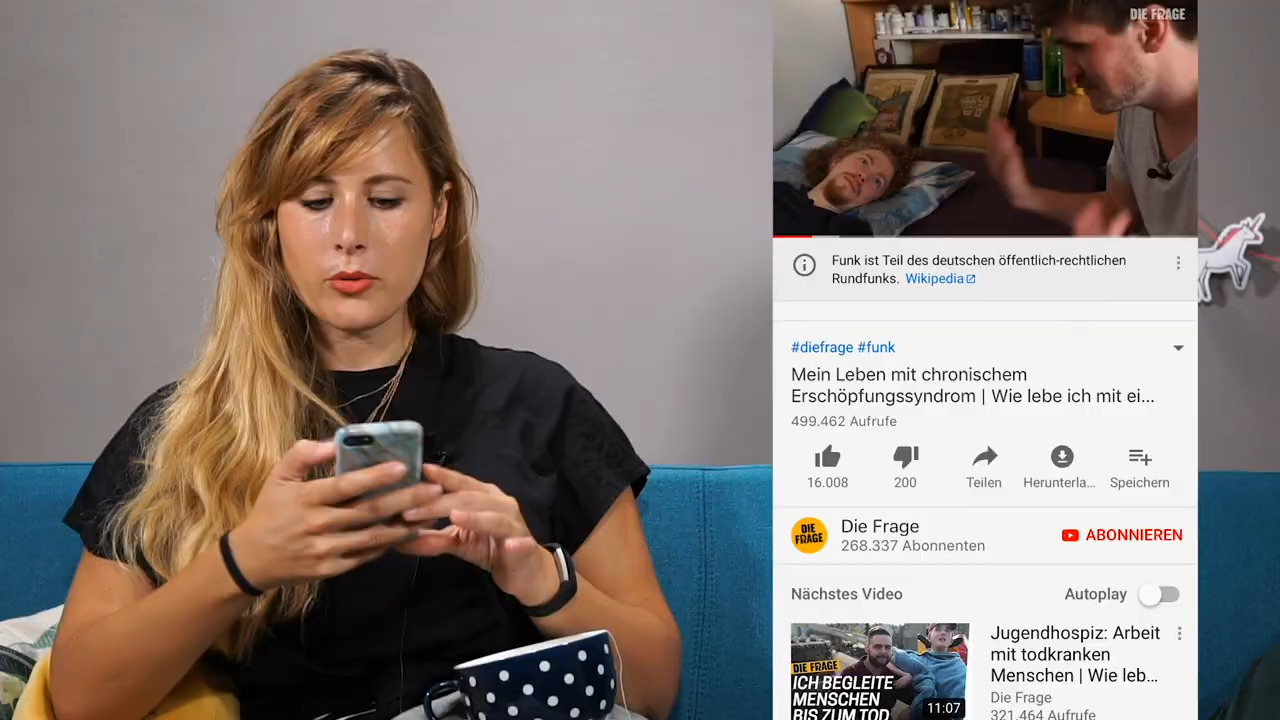 DIE FRAGE
Funk ist Teil des deutschen öffentlich-rechtlichen
Rundfunks. Wikipedia
#diefrage #funk
Mein Leben mit chronischem
Erschöpfungssyndrom | Wie lebe ich mit ei...
499.462 Aufrufe
16.008
200
Teilen
Herunterla...
Speichern
DIE
FRAGE
Die Frage
268.337 Abonnenten
ABONNIEREN
Nächstes Video
Autoplay
DIE FRAGE
ICH BEGLEITE
MENSCHEN
BIS ZUM TOD
11:07
Jugendhospiz: Arbeit
mit todkranken
Menschen | Wie leb...
Die Frage
321.464 Aufrufe